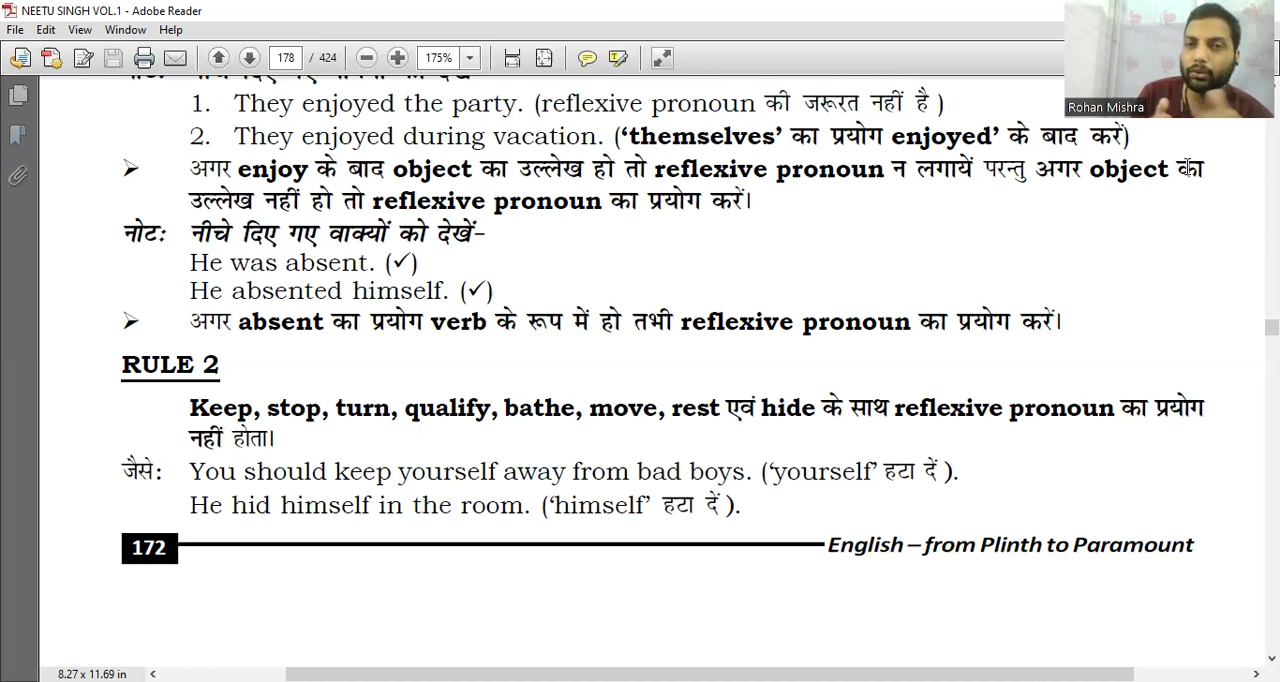 NEETU SINGH VOL.1 - Adobe Reader
File Edit View Window Help
178 / 424 175%
Rohan Mishra
1. They enjoyed the party. (reflexive pronoun की जरूरत नहीं है )
2. They enjoyed during vacation. (‘themselves’ का प्रयोग enjoyed’ के बाद करें)
➢ अगर enjoy के बाद object का उल्लेख हो तो reflexive pronoun न लगायें परन्तु अगर object का
उल्लेख नहीं हो तो reflexive pronoun का प्रयोग करें।
नोटः नीचे दिए गए वाक्यों को देखें-
He was absent. (✓)
He absented himself. (✓)
➢ अगर absent का प्रयोग verb के रूप में हो तभी reflexive pronoun का प्रयोग करें।
RULE 2
Keep, stop, turn, qualify, bathe, move, rest एवं hide के साथ reflexive pronoun का प्रयोग
नहीं होता।
जैसे: You should keep yourself away from bad boys. (‘yourself’ हटा दें ).
He hid himself in the room. (‘himself’ हटा दें ).
172 English – from Plinth to Paramount
8.27 x 11.69 in